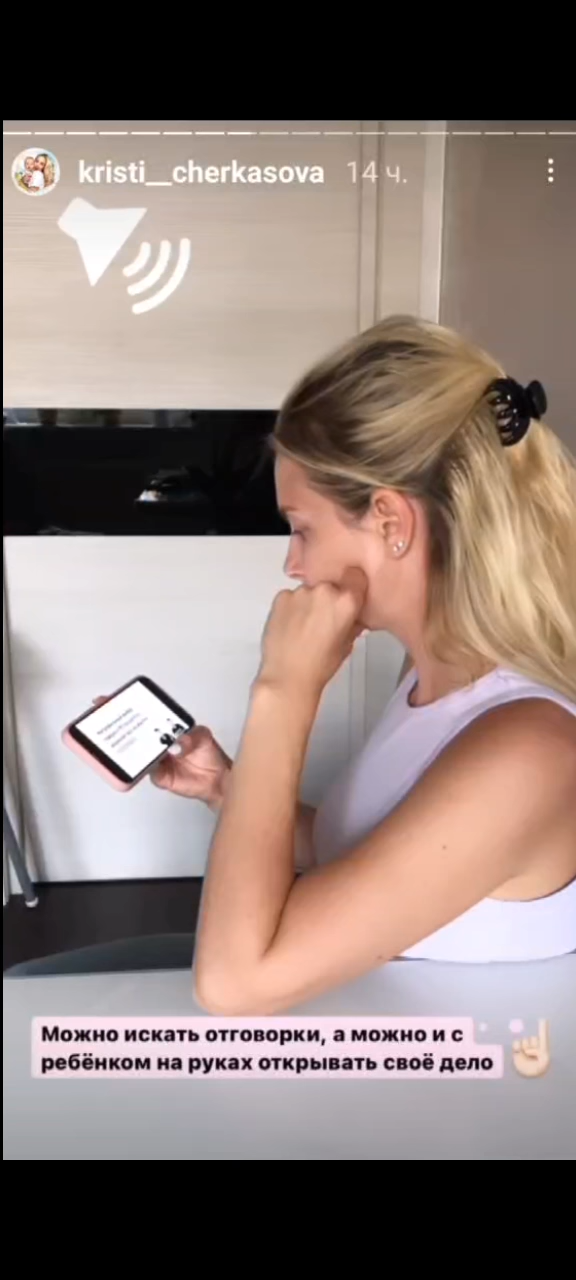 kristi__cherkasova 14 ч.
Можно искать отговорки, а можно и с
ребёнком на руках открывать своё дело